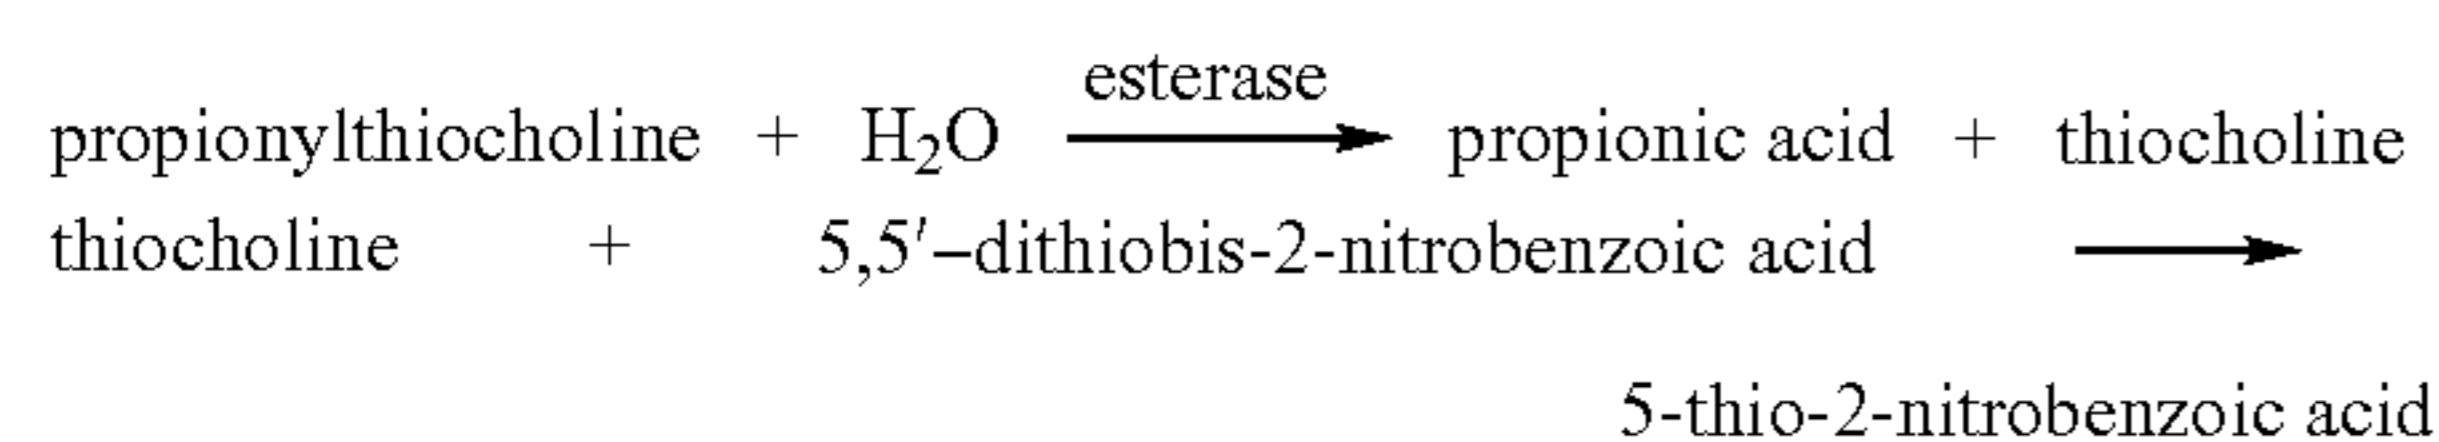 esterase
propionylthiocholine + H₂O ⟶ propionic acid + thiocholine
thiocholine + 5,5′–dithiobis-2-nitrobenzoic acid ⟶
5-thio-2-nitrobenzoic acid